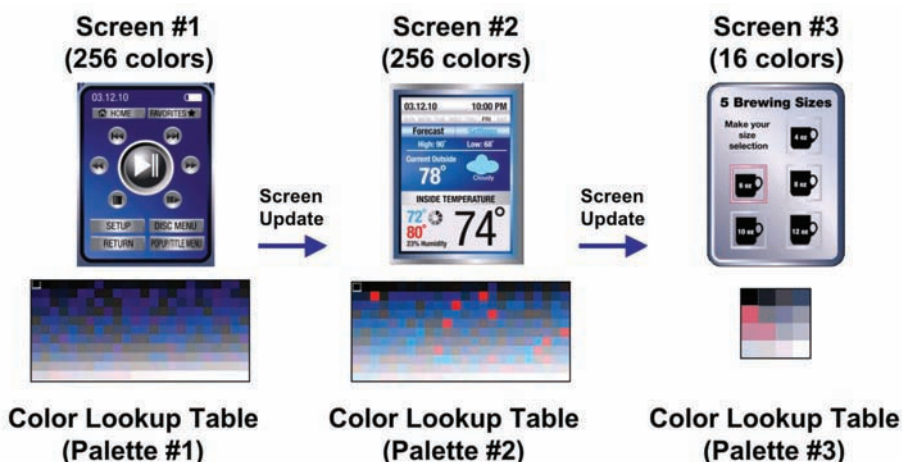 Screen #1
(256 colors)
Screen #2
(256 colors)
Screen #3
(16 colors)
03.12.10
HOME FAVORITES★
SETUP DISC MENU
RETURN POPUP/TITLE MENU
Screen
Update
03.12.10 10:00 PM
FRI
Forecast
High: 90° Low: 68°
Current Outside
78°
Cloudy
INSIDE TEMPERATURE
72°
80°
74°
23% Humidity
Screen
Update
5 Brewing Sizes
Make your
size
selection
4 oz
6 oz
8 oz
10 oz
12 oz
Color Lookup Table
(Palette #1)
Color Lookup Table
(Palette #2)
Color Lookup Table
(Palette #3)